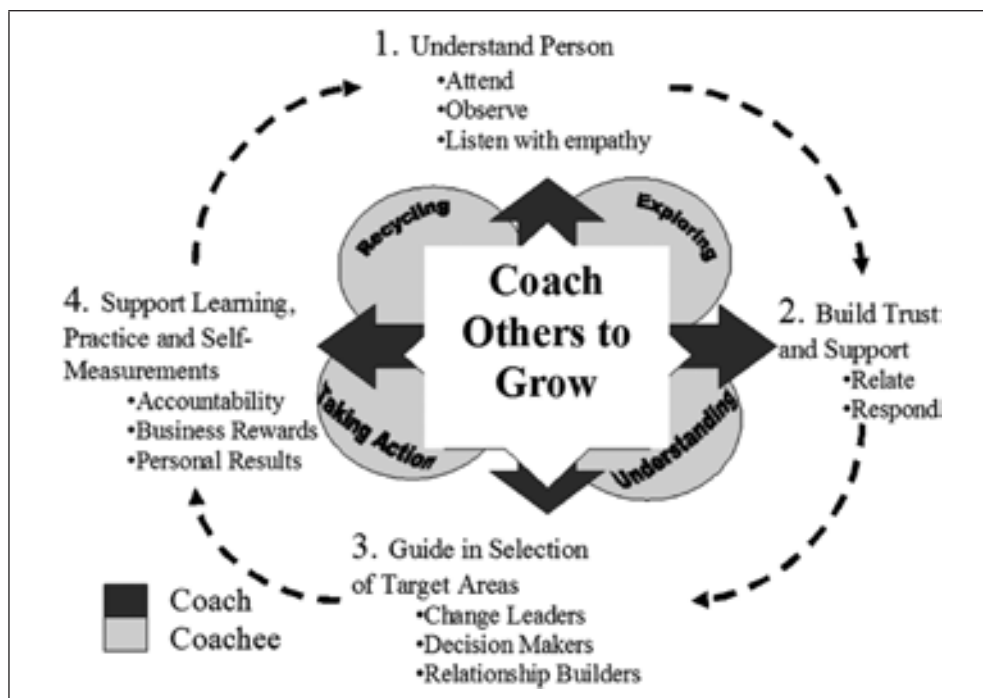 1. Understand Person
•Attend
•Observe
•Listen with empathy
Recycling
Exploring
Coach
Others to
Grow
4. Support Learning,
Practice and Self-
Measurements
•Accountability
•Business Rewards
•Personal Results
2. Build Trust
and Support
•Relate
•Respond
Taking Action
Understanding
3. Guide in Selection
of Target Areas
•Change Leaders
•Decision Makers
•Relationship Builders
Coach
Coachee